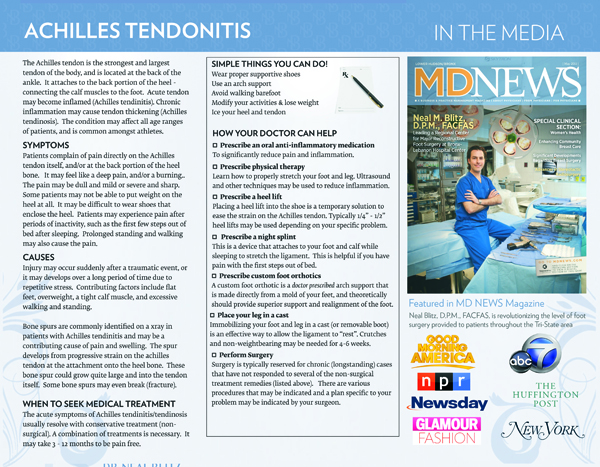 ACHILLES TENDONITIS
The Achilles tendon is the strongest and largest
tendon of the body, and is located at the back of the
ankle. It attaches to the back portion of the heel -
connecting the calf muscles to the foot. Acute tendon
may become inflamed (Achilles tendinitis). Chronic
inflammation may cause tendon thickening (Achilles
tendinosis). The condition may affect all age ranges
of patients, and is common amongst athletes.
SYMPTOMS
Patients complain of pain directly on the Achilles
tendon itself, and/or at the back portion of the heel
bone. It may feel like a deep pain, and/or a burning..
The pain may be dull and mild or severe and sharp.
Some patients may not be able to put weight on the
heel at all. It may be difficult to wear shoes that
enclose the heel. Patients may experience pain after
periods of inactivity, such as the first few steps out of
bed after sleeping. Prolonged standing and walking
may also cause the pain.
CAUSES
Injury may occur suddenly after a traumatic event, or
it may develops over a long period of time due to
repetitive stress. Contributing factors include flat
feet, overweight, a tight calf muscle, and excessive
walking and standing.
Bone spurs are commonly identified on a xray in
patients with Achilles tendinitis and may be a
contributing cause of pain and swelling. The spur
develops from progressive strain on the achilles
tendon at the attachment onto the heel bone. These
bone spur could grow quite large and into the tendon
itself. Some bone spurs may even break (fracture).
WHEN TO SEEK MEDICAL TREATMENT
The acute symptoms of Achilles tendinitis/tendinosis
usually resolve with conservative treatment (non-
surgical). A combination of treatments is necessary. It
may take 3 - 12 months to be pain free.
DR NEAL BLITZ
SIMPLE THINGS YOU CAN DO!
Wear proper supportive shoes
Use an arch support
Avoid walking barefoot
Modify your activities & lose weight
Ice your heel and tendon
HOW YOUR DOCTOR CAN HELP
Prescribe an oral anti-inflammatory medication
To significantly reduce pain and inflammation.
Prescribe physical therapy
Learn how to properly stretch your foot and leg. Ultrasound
and other techniques may be used to reduce inflammation.
Prescribe a heel lift
Placing a heel lift into the shoe is a temporary solution to
ease the strain on the Achilles tendon. Typically 1/4" - 1/2"
heel lifts may be used depending on your specific problem.
Prescribe a night splint
This is a device that attaches to your foot and calf while
sleeping to stretch the ligament. This is helpful if you have
pain with the first steps out of bed.
Prescribe custom foot orthotics
A custom foot orthotic is a doctor prescribed arch support that
is made directly from a mold of your feet, and theoretically
should provide superior support and realignment of the foot.
Place your leg in a cast
Immobilizing your foot and leg in a cast (or removable boot)
is an effective way to allow the ligament to "rest". Crutches
and non-weightbearing may be needed for 4-6 weeks.
Perform Surgery
Surgery is typically reserved for chronic (longstanding) cases
that have not responded to several of the non-surgical
treatment remedies (listed above). There are various
procedures that may be indicated and a plan specific to your
problem may be indicated by your surgeon.
IN THE MEDIA
MDNEWS
Neal M. Blitz,
D.P.M., FACFAS
Leading a Regional Center
for Major Reconstructive
Foot Surgery at Bronx-
Lebanon Hospital Center
SPECIAL CLINICAL
SECTION:
Women's Health
Enhancing Community
Breast Care
Significant Developments
Featured in MD NEWS Magazine
Neal Blitz, D.P.M., FACFAS, is revolutionizing the level of foot
surgery provided to patients throughout the Tri-State area
GOOD
MORNING
AMERICA
abc 7
npr
THE
HUFFINGTON
POST
Newsday
GLAMOUR
FASHION
NEW YORK